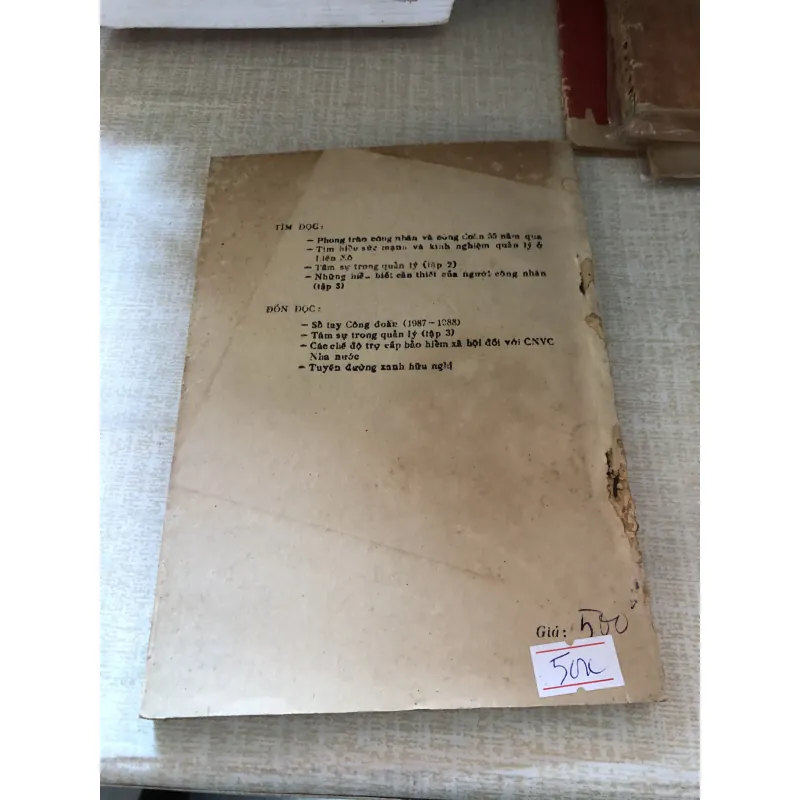 TÌM ĐỌC:
– Phong trào công nhân và công đoàn 55 năm qua
– Tìm hiểu sức mạnh và kinh nghiệm quản lý ở
Liên Xô
– Tâm sự trong quản lý (tập 2)
– Những hiểu biết cần thiết của người công nhân
(tập 3)
ĐÓN ĐỌC:
– Sổ tay Công đoàn (1987 – 1988)
– Tâm sự trong quản lý (tập 3)
– Các chế độ trợ cấp bảo hiểm xã hội đối với CNVC
Nhà nước
– Tuyến đường xanh hữu nghị
Giá: 500
50K